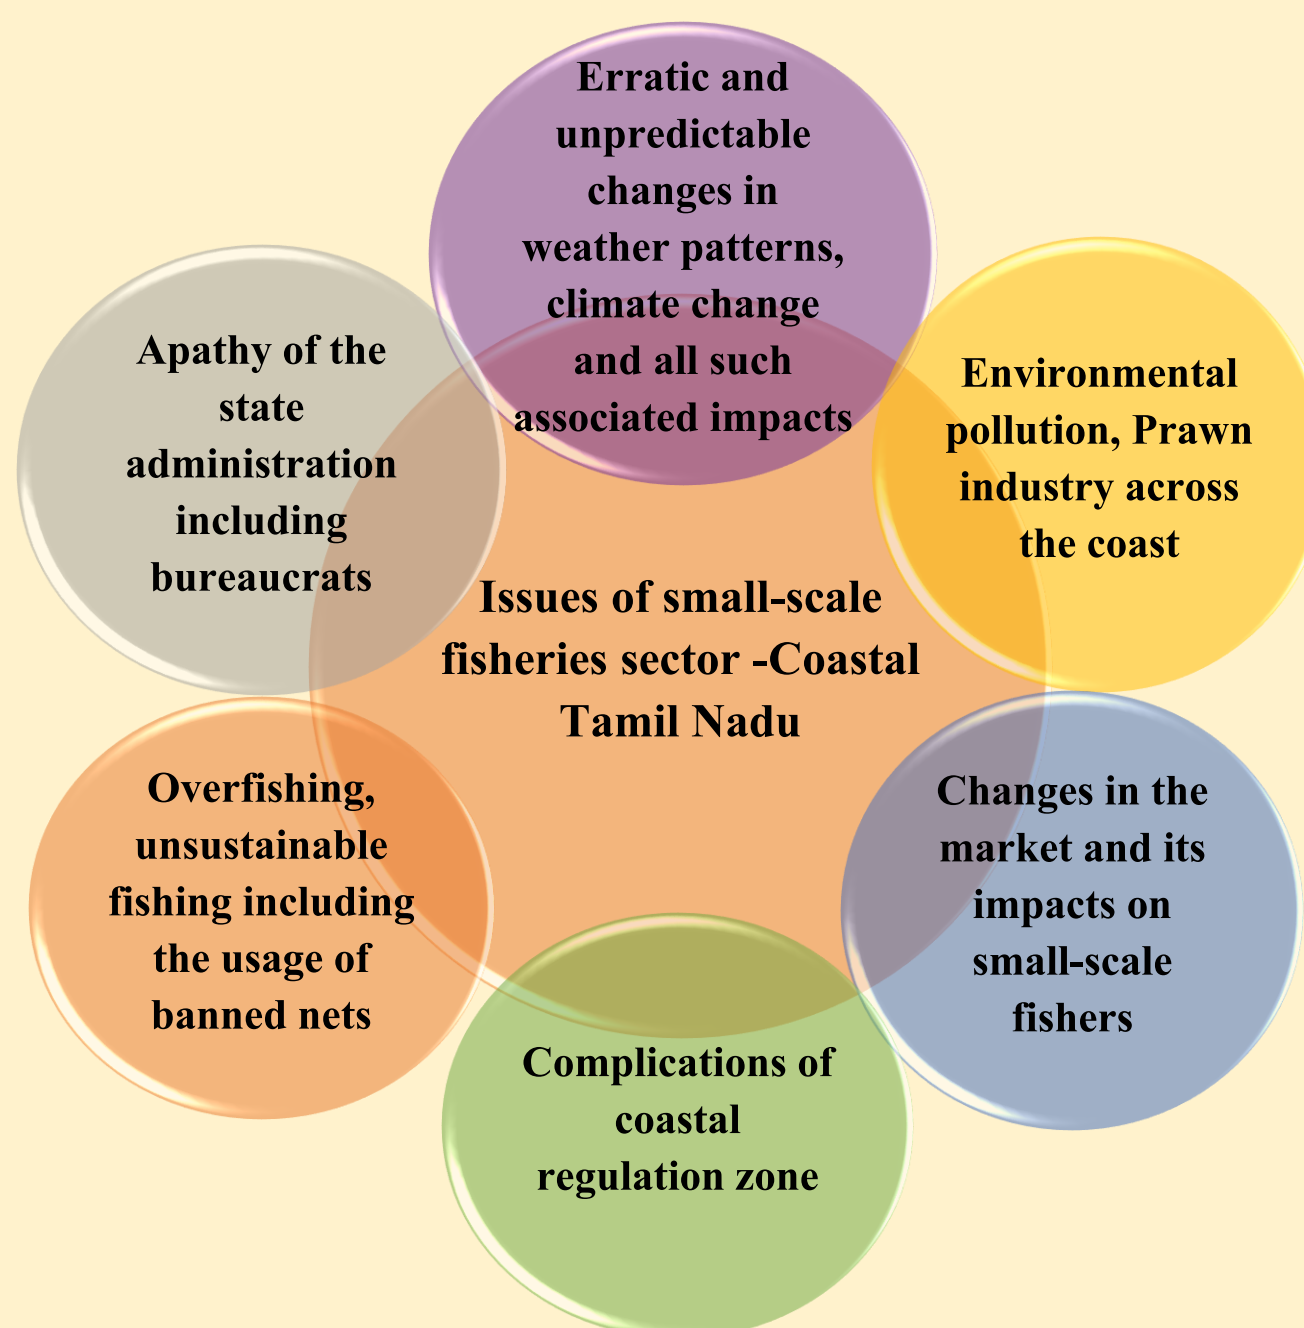 Erratic and
unpredictable
changes in
weather patterns,
climate change
and all such
associated impacts
Environmental
pollution, Prawn
industry across
the coast
Changes in the
market and its
impacts on
small-scale
fishers
Complications of
coastal
regulation zone
Overfishing,
unsustainable
fishing including
the usage of
banned nets
Apathy of the
state
administration
including
bureaucrats
Issues of small-scale
fisheries sector -Coastal
Tamil Nadu